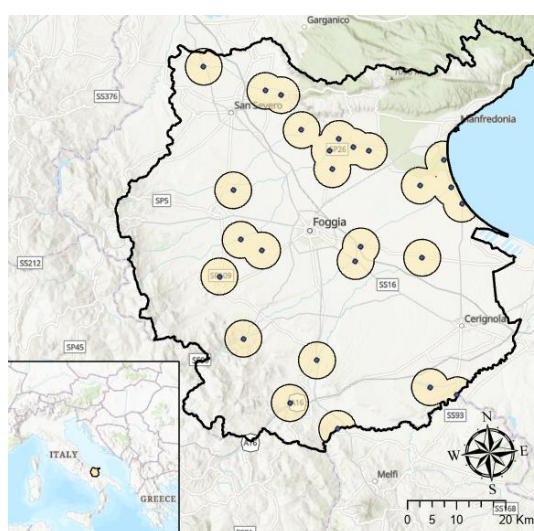 Garganico
SS376
San Severo
Manfredonia
SP26
SP5
Foggia
SS212
SS16
Cerignola
SP45
A16
SS93
A16
Melfi
ITALY
GREECE
N
W
E
S
0
5
10
20 Km